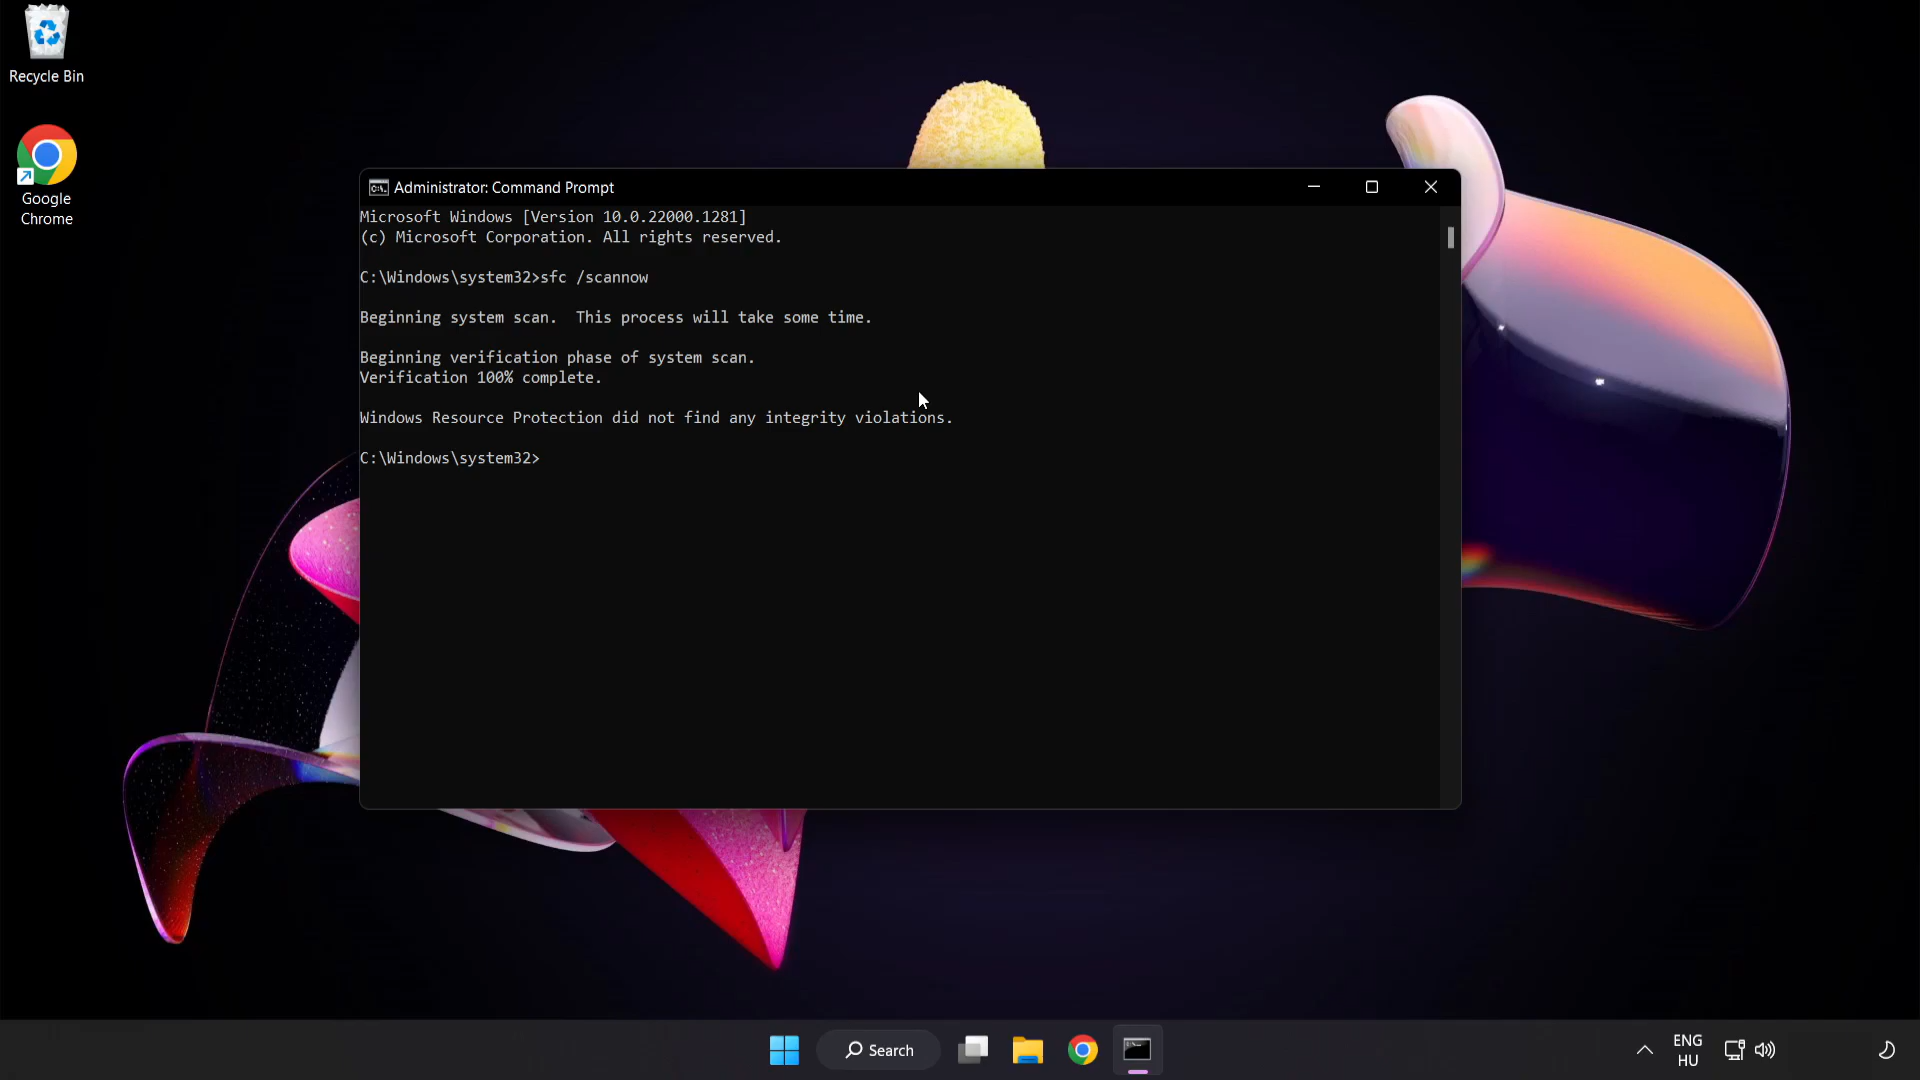 Recycle Bin
Google
Chrome
Administrator: Command Prompt
Microsoft Windows [Version 10.0.22000.1281]
(c) Microsoft Corporation. All rights reserved.
C:\Windows\system32>sfc /scannow
Beginning system scan.  This process will take some time.
Beginning verification phase of system scan.
Verification 100% complete.
Windows Resource Protection did not find any integrity violations.
C:\Windows\system32>
Search
ENG
HU